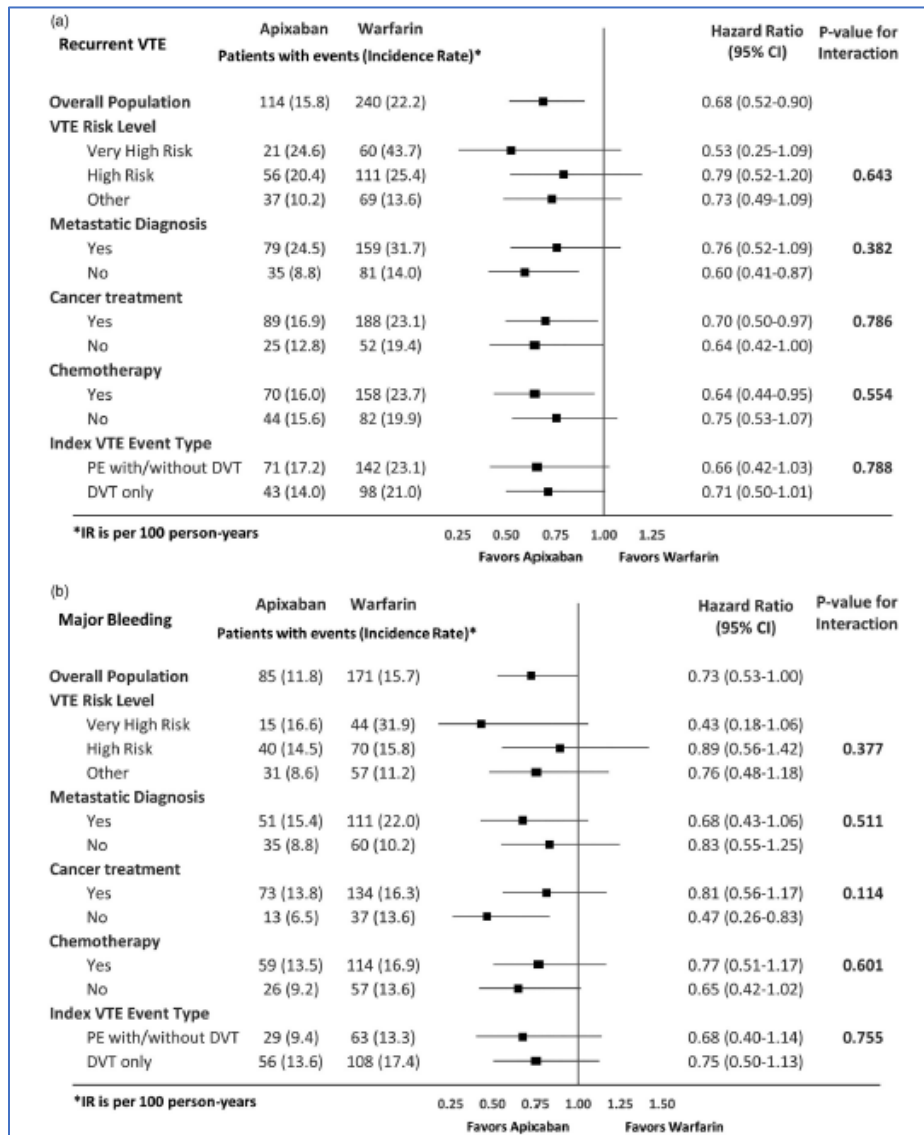 (a)
Recurrent VTE Apixaban Warfarin Hazard Ratio (95% CI) P-value for Interaction
Patients with events (Incidence Rate)*
Overall Population 114 (15.8) 240 (22.2) 0.68 (0.52-0.90)
VTE Risk Level
Very High Risk 21 (24.6) 60 (43.7) 0.53 (0.25-1.09)
High Risk 56 (20.4) 111 (25.4) 0.79 (0.52-1.20) 0.643
Other 37 (10.2) 69 (13.6) 0.73 (0.49-1.09)
Metastatic Diagnosis
Yes 79 (24.5) 159 (31.7) 0.76 (0.52-1.09) 0.382
No 35 (8.8) 81 (14.0) 0.60 (0.41-0.87)
Cancer treatment
Yes 89 (16.9) 188 (23.1) 0.70 (0.50-0.97) 0.786
No 25 (12.8) 52 (19.4) 0.64 (0.42-1.00)
Chemotherapy
Yes 70 (16.0) 158 (23.7) 0.64 (0.44-0.95) 0.554
No 44 (15.6) 82 (19.9) 0.75 (0.53-1.07)
Index VTE Event Type
PE with/without DVT 71 (17.2) 142 (23.1) 0.66 (0.42-1.03) 0.788
DVT only 43 (14.0) 98 (21.0) 0.71 (0.50-1.01)
*IR is per 100 person-years 0.25 0.50 0.75 1.00 1.25
Favors Apixaban Favors Warfarin
(b)
Major Bleeding Apixaban Warfarin Hazard Ratio (95% CI) P-value for Interaction
Patients with events (Incidence Rate)*
Overall Population 85 (11.8) 171 (15.7) 0.73 (0.53-1.00)
VTE Risk Level
Very High Risk 15 (16.6) 44 (31.9) 0.43 (0.18-1.06)
High Risk 40 (14.5) 70 (15.8) 0.89 (0.56-1.42) 0.377
Other 31 (8.6) 57 (11.2) 0.76 (0.48-1.18)
Metastatic Diagnosis
Yes 51 (15.4) 111 (22.0) 0.68 (0.43-1.06) 0.511
No 35 (8.8) 60 (10.2) 0.83 (0.55-1.25)
Cancer treatment
Yes 73 (13.8) 134 (16.3) 0.81 (0.56-1.17) 0.114
No 13 (6.5) 37 (13.6) 0.47 (0.26-0.83)
Chemotherapy
Yes 59 (13.5) 114 (16.9) 0.77 (0.51-1.17) 0.601
No 26 (9.2) 57 (13.6) 0.65 (0.42-1.02)
Index VTE Event Type
PE with/without DVT 29 (9.4) 63 (13.3) 0.68 (0.40-1.14) 0.755
DVT only 56 (13.6) 108 (17.4) 0.75 (0.50-1.13)
*IR is per 100 person-years 0.25 0.50 0.75 1.00 1.25 1.50
Favors Apixaban Favors Warfarin